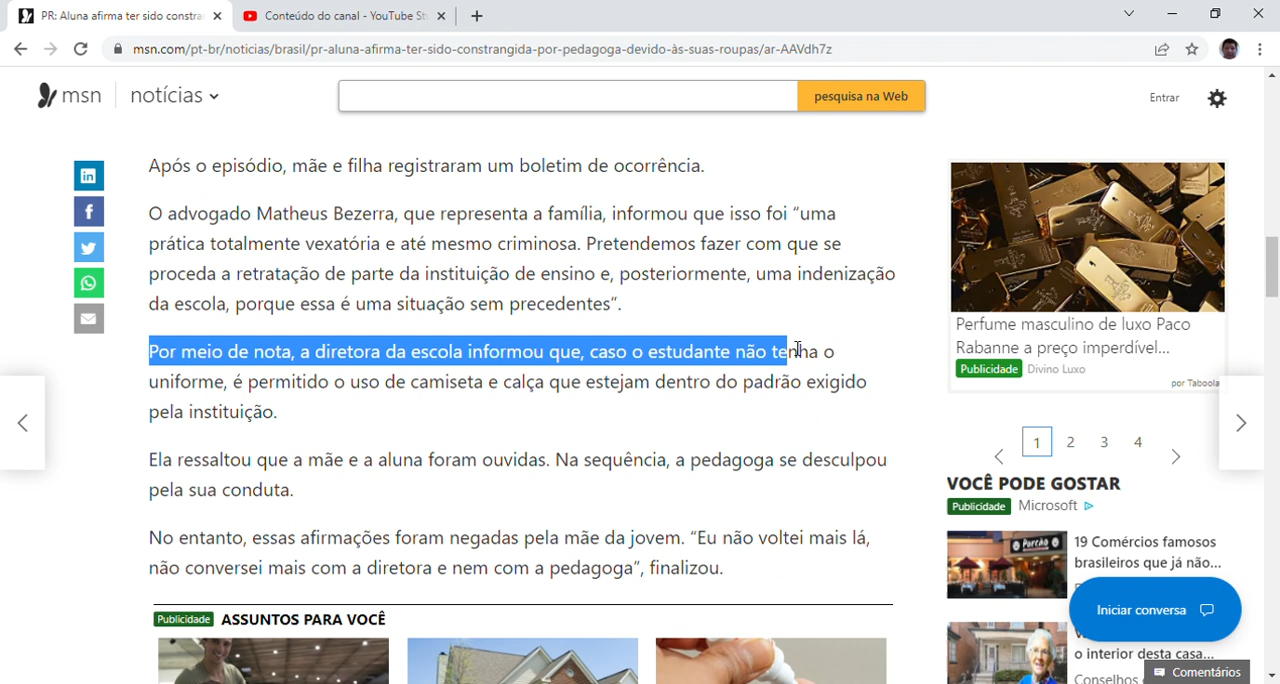 PR: Aluna afirma ter sido constra
Conteúdo do canal - YouTube St
msn.com/pt-br/noticias/brasil/pr-aluna-afirma-ter-sido-constrangida-por-pedagoga-devido-às-suas-roupas/ar-AAVdh7z
msn
notícias
pesquisa na Web
Entrar
Após o episódio, mãe e filha registraram um boletim de ocorrência.
O advogado Matheus Bezerra, que representa a família, informou que isso foi “uma
prática totalmente vexatória e até mesmo criminosa. Pretendemos fazer com que se
proceda a retratação de parte da instituição de ensino e, posteriormente, uma indenização
da escola, porque essa é uma situação sem precedentes”.
Por meio de nota, a diretora da escola informou que, caso o estudante não tenha o
uniforme, é permitido o uso de camiseta e calça que estejam dentro do padrão exigido
pela instituição.
Ela ressaltou que a mãe e a aluna foram ouvidas. Na sequência, a pedagoga se desculpou
pela sua conduta.
No entanto, essas afirmações foram negadas pela mãe da jovem. “Eu não voltei mais lá,
não conversei mais com a diretora e nem com a pedagoga”, finalizou.
Publicidade ASSUNTOS PARA VOCÊ
Perfume masculino de luxo Paco
Rabanne a preço imperdível...
Publicidade Divino Luxo
por Taboola
1 2 3 4
VOCÊ PODE GOSTAR
Publicidade Microsoft
Porcão
19 Comércios famosos
brasileiros que já não...
Iniciar conversa
o interior desta casa...
Conselhos
Comentários